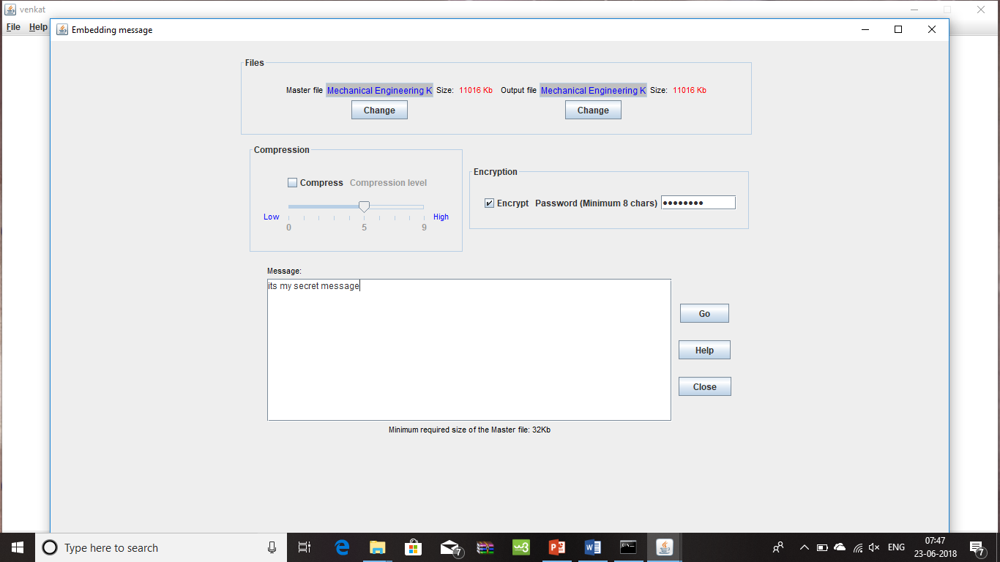 venkat
File Help
Embedding message
Files
Master file Mechanical Engineering K Size: 11016 Kb Output file Mechanical Engineering K Size: 11016 Kb
Change Change
Compression
Encryption
Compress Compression level
Encrypt Password (Minimum 8 chars) ••••••••
Low High
0 5 9
Message:
its my secret message
Go
Help
Close
Minimum required size of the Master file: 32Kb
Type here to search
7
ENG
07:47
23-06-2018
7